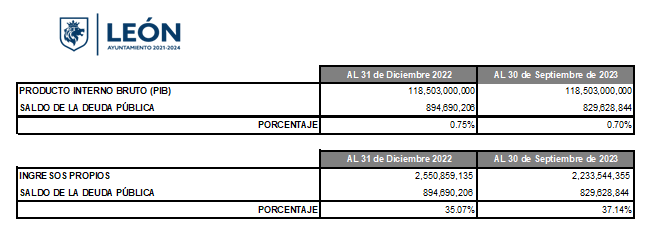 LEÓN
AYUNTAMIENTO 2021-2024
AL 31 de Diciembre 2022 AL 30 de Septiembre de 2023
PRODUCTO INTERNO BRUTO (PIB) 118,503,000,000 118,503,000,000
SALDO DE LA DEUDA PÚBLICA 894,690,206 829,628,844
PORCENTAJE 0.75% 0.70%
AL 31 de Diciembre 2022 AL 30 de Septiembre de 2023
INGRESOS PROPIOS 2,550,859,135 2,233,544,355
SALDO DE LA DEUDA PÚBLICA 894,690,206 829,628,844
PORCENTAJE 35.07% 37.14%